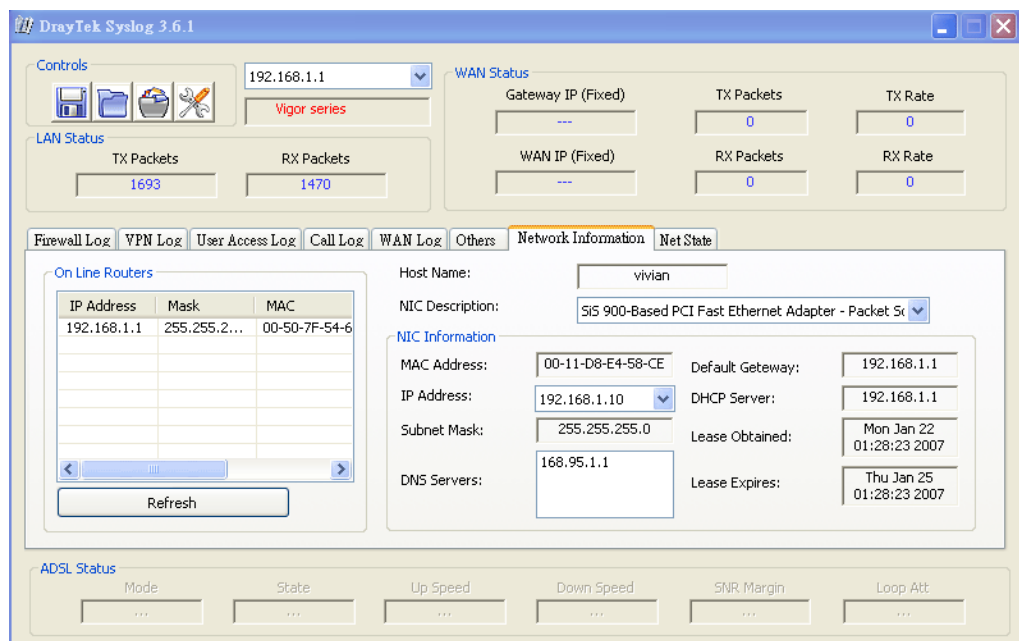 DrayTek Syslog 3.6.1
Controls
192.168.1.1
Vigor series
WAN Status
Gateway IP (Fixed)
TX Packets
TX Rate
---
0
0
WAN IP (Fixed)
RX Packets
RX Rate
---
0
0
LAN Status
TX Packets
RX Packets
1693
1470
Firewall Log
VPN Log
User Access Log
Call Log
WAN Log
Others
Network Information
Net State
On Line Routers
IP Address
Mask
MAC
192.168.1.1
255.255.2...
00-50-7F-54-6
Refresh
Host Name:
vivian
NIC Description:
SiS 900-Based PCI Fast Ethernet Adapter - Packet Sc
NIC Information
MAC Address:
00-11-D8-E4-58-CE
IP Address:
192.168.1.10
Subnet Mask:
255.255.255.0
DNS Servers:
168.95.1.1
Default Geteway:
192.168.1.1
DHCP Server:
192.168.1.1
Lease Obtained:
Mon Jan 22
01:28:23 2007
Lease Expires:
Thu Jan 25
01:28:23 2007
ADSL Status
Mode
State
Up Speed
Down Speed
SNR Margin
Loop Att
...
...
...
...
...
...